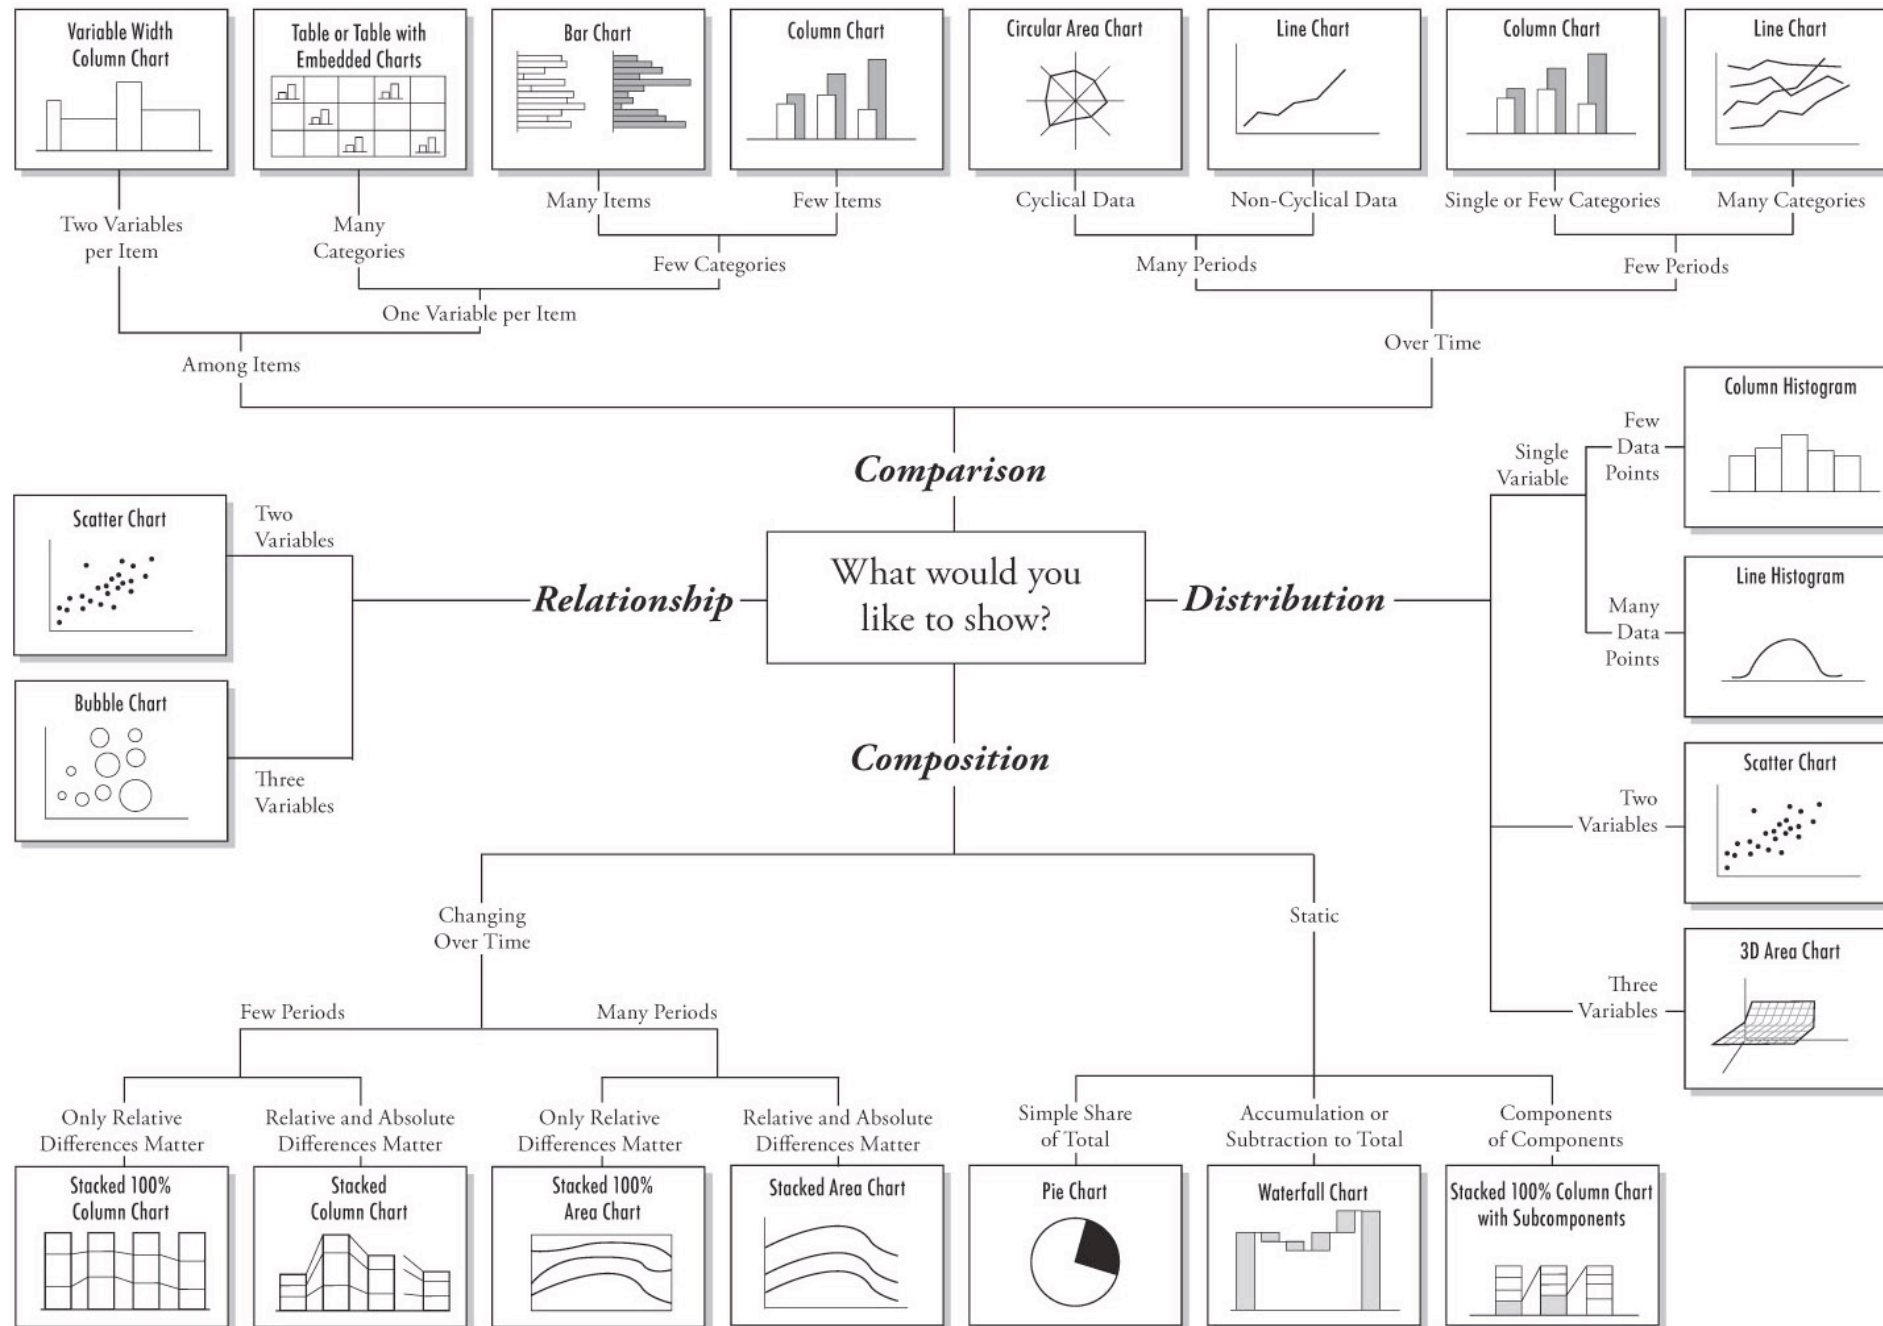 Variable Width
Column Chart
Table or Table with
Embedded Charts
Bar Chart
Column Chart
Circular Area Chart
Line Chart
Column Chart
Line Chart
Two Variables
per Item
Many
Categories
Many Items
Few Items
Cyclical Data
Non-Cyclical Data
Single or Few Categories
Many Categories
Few Categories
Many Periods
Few Periods
One Variable per Item
Among Items
Over Time
Comparison
What would you
like to show?
Relationship
Two
Variables
Scatter Chart
Three
Variables
Bubble Chart
Distribution
Single
Variable
Few
Data
Points
Column Histogram
Many
Data
Points
Line Histogram
Two
Variables
Scatter Chart
Three
Variables
3D Area Chart
Composition
Changing
Over Time
Static
Few Periods
Many Periods
Only Relative
Differences Matter
Relative and Absolute
Differences Matter
Only Relative
Differences Matter
Relative and Absolute
Differences Matter
Simple Share
of Total
Accumulation or
Subtraction to Total
Components
of Components
Stacked 100%
Column Chart
Stacked
Column Chart
Stacked 100%
Area Chart
Stacked Area Chart
Pie Chart
Waterfall Chart
Stacked 100% Column Chart
with Subcomponents